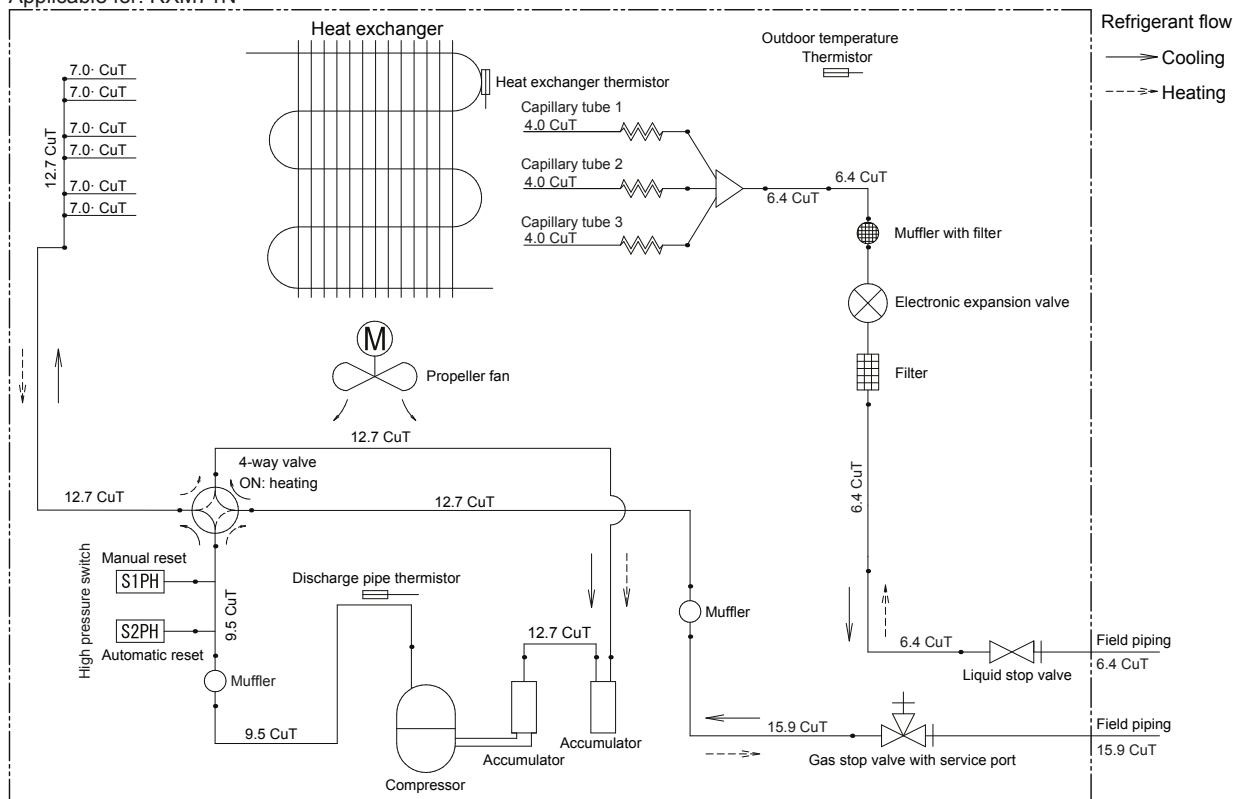 Applicable for: RXM71N
Heat exchanger
Outdoor temperature
Thermistor
Refrigerant flow
Cooling
Heating
7.0· CuT
7.0· CuT
7.0· CuT
7.0· CuT
7.0· CuT
7.0· CuT
12.7 CuT
Heat exchanger thermistor
Capillary tube 1
4.0 CuT
Capillary tube 2
4.0 CuT
Capillary tube 3
4.0 CuT
6.4 CuT
6.4 CuT
Muffler with filter
Electronic expansion valve
Filter
M
Propeller fan
12.7 CuT
4-way valve
ON: heating
12.7 CuT
12.7 CuT
6.4 CuT
High pressure switch
Manual reset
S1PH
S2PH
Automatic reset
9.5 CuT
Muffler
Discharge pipe thermistor
12.7 CuT
Muffler
9.5 CuT
Compressor
Accumulator
Accumulator
6.4 CuT
Liquid stop valve
Field piping
6.4 CuT
15.9 CuT
Gas stop valve with service port
Field piping
15.9 CuT